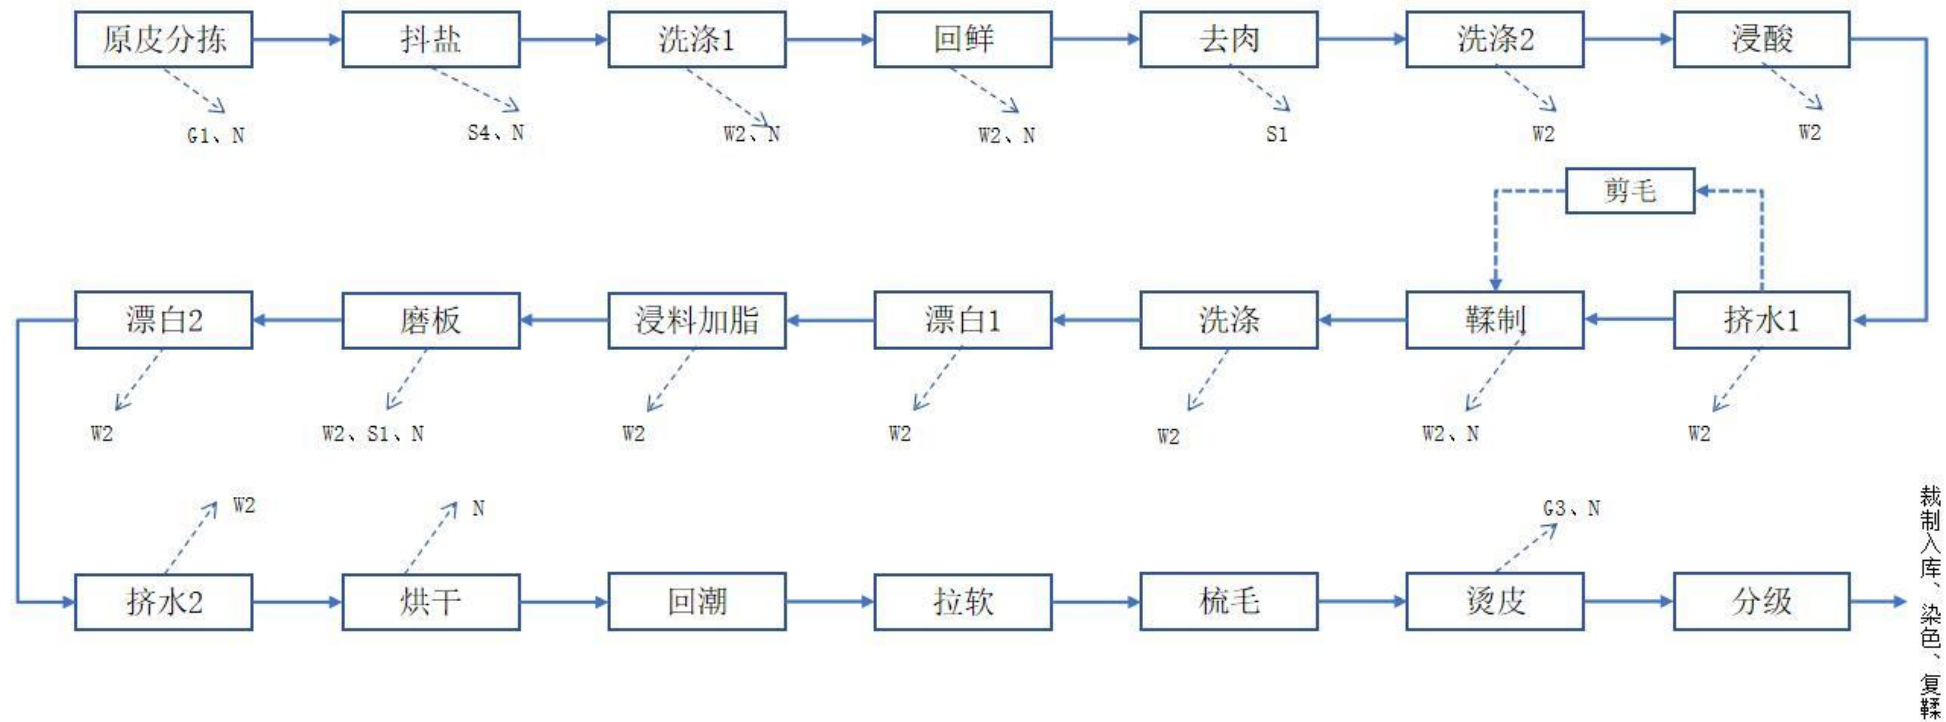 原皮分拣
抖盐
洗涤1
回鲜
去肉
洗涤2
浸酸
G1、N
S4、N
W2、N
W2、N
S1
W2
W2
剪毛
漂白2
磨板
浸料加脂
漂白1
洗涤
鞣制
挤水1
W2
W2、S1、N
W2
W2
W2
W2、N
W2
W2
N
G3、N
挤水2
烘干
回潮
拉软
梳毛
烫皮
分级
裁制入库、染色、复鞣